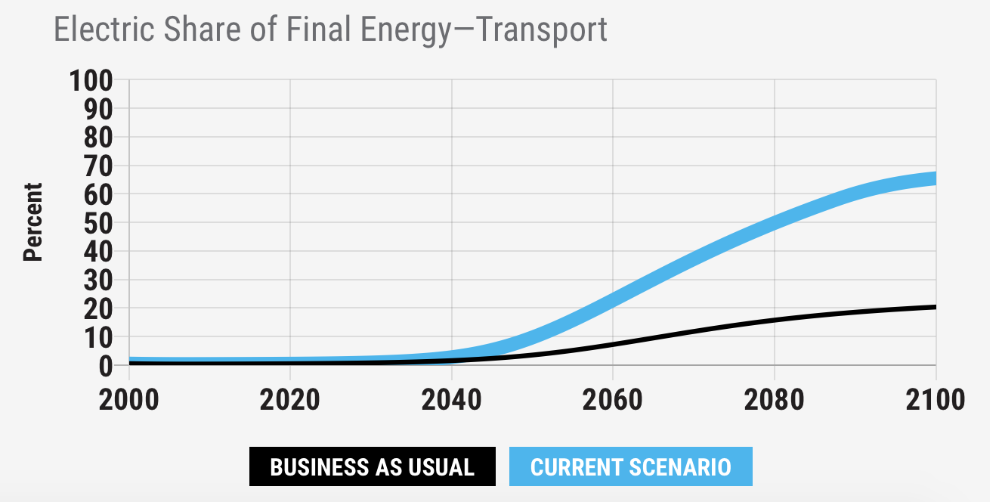 Electric Share of Final Energy—Transport
100
90
80
70
60
50
40
30
20
10
0
Percent
2000 2020 2040 2060 2080 2100
BUSINESS AS USUAL CURRENT SCENARIO